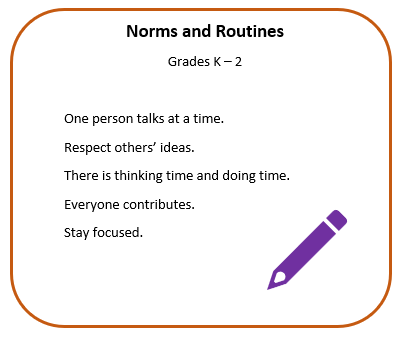 Norms and Routines
Grades K – 2
One person talks at a time.
Respect others’ ideas.
There is thinking time and doing time.
Everyone contributes.
Stay focused.